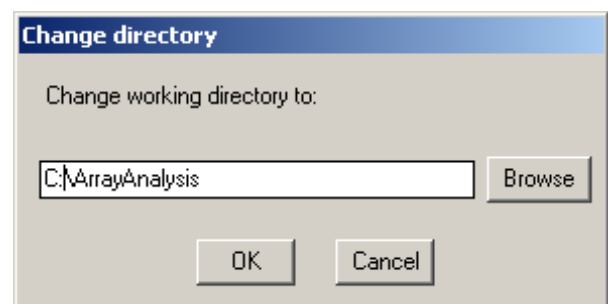 Change directory
Change working directory to:
C:\ArrayAnalysis
Browse
OK
Cancel